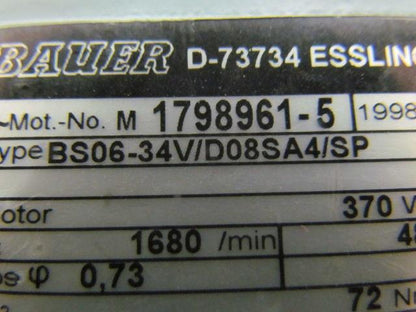 BAUER D-73734 ESSLING
~Mot.-No. M 1798961-5 1998
ype BS06-34V/D08SA4/SP
otor 370 V
1680 /min 48
φ 0,73
72 N